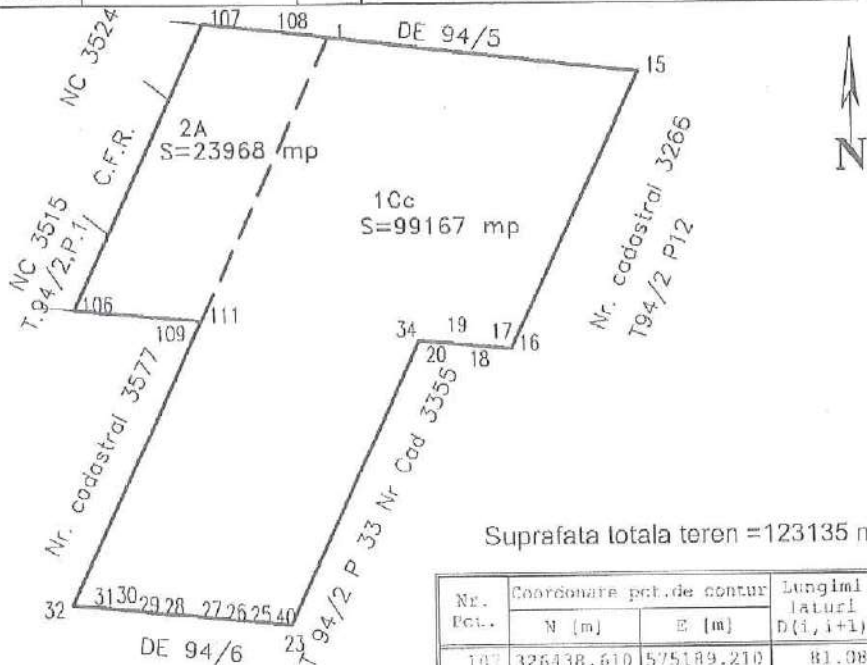 107 108 1 DE 94/5
15
NC 3524
C.F.R.
2A
S=23968 mp
N
1Cc
S=99167 mp
Nr. cadastral 3266
T94/2 P12
NC 3515
T.94/2,P.1
106
109 111
34 19 17
20 18 16
Nr. cadastral 3577
T 94/2 P 33 Nr Cad 3355
Suprafata totala teren =123135 m
32 31 30 29 28 27 26 25 40
23
DE 94/6
Nr. Pct.
Coordonare pct.de contur
N [m] E [m]
Lungimi laturi D(i,i+1)
107 326438.610 575189.210 81.08